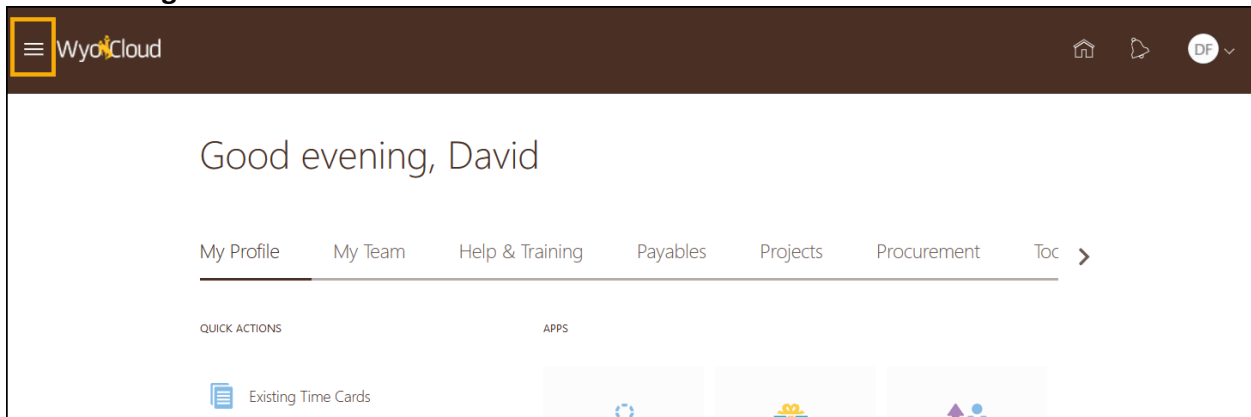 WyoCloud
DF
Good evening, David
My Profile My Team Help & Training Payables Projects Procurement
QUICK ACTIONS APPS
Existing Time Cards